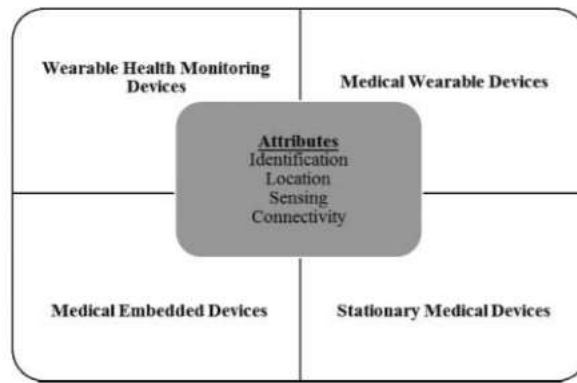 Wearable Health Monitoring
Devices
Medical Wearable Devices
Attributes
Identification
Location
Sensing
Connectivity
Medical Embedded Devices
Stationary Medical Devices